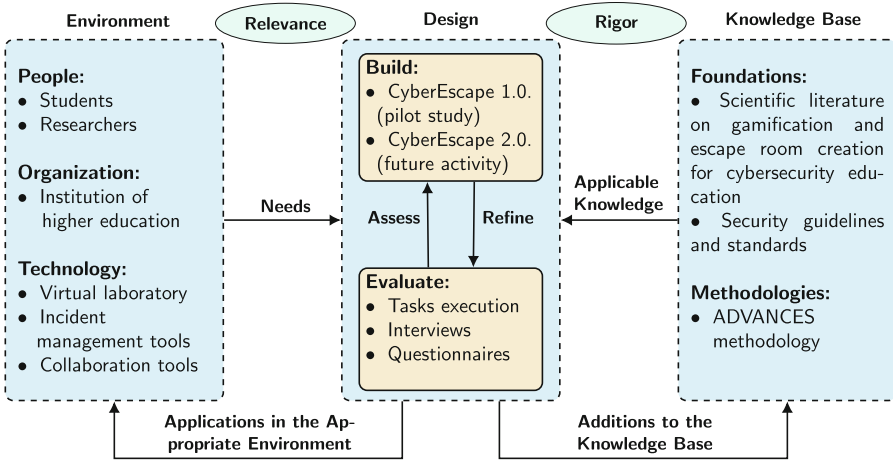 Environment
Relevance
Design
Rigor
Knowledge Base
People:
• Students
• Researchers
Organization:
• Institution of
higher education
Technology:
• Virtual laboratory
• Incident
management tools
• Collaboration tools
Needs
Build:
• CyberEscape 1.0.
(pilot study)
• CyberEscape 2.0.
(future activity)
Assess
Refine
Evaluate:
• Tasks execution
• Interviews
• Questionnaires
Applicable
Knowledge
Foundations:
• Scientific literature
on gamification and
escape room creation
for cybersecurity edu-
cation
• Security guidelines
and standards
Methodologies:
• ADVANCES
methodology
Applications in the Ap-
propriate Environment
Additions to the
Knowledge Base